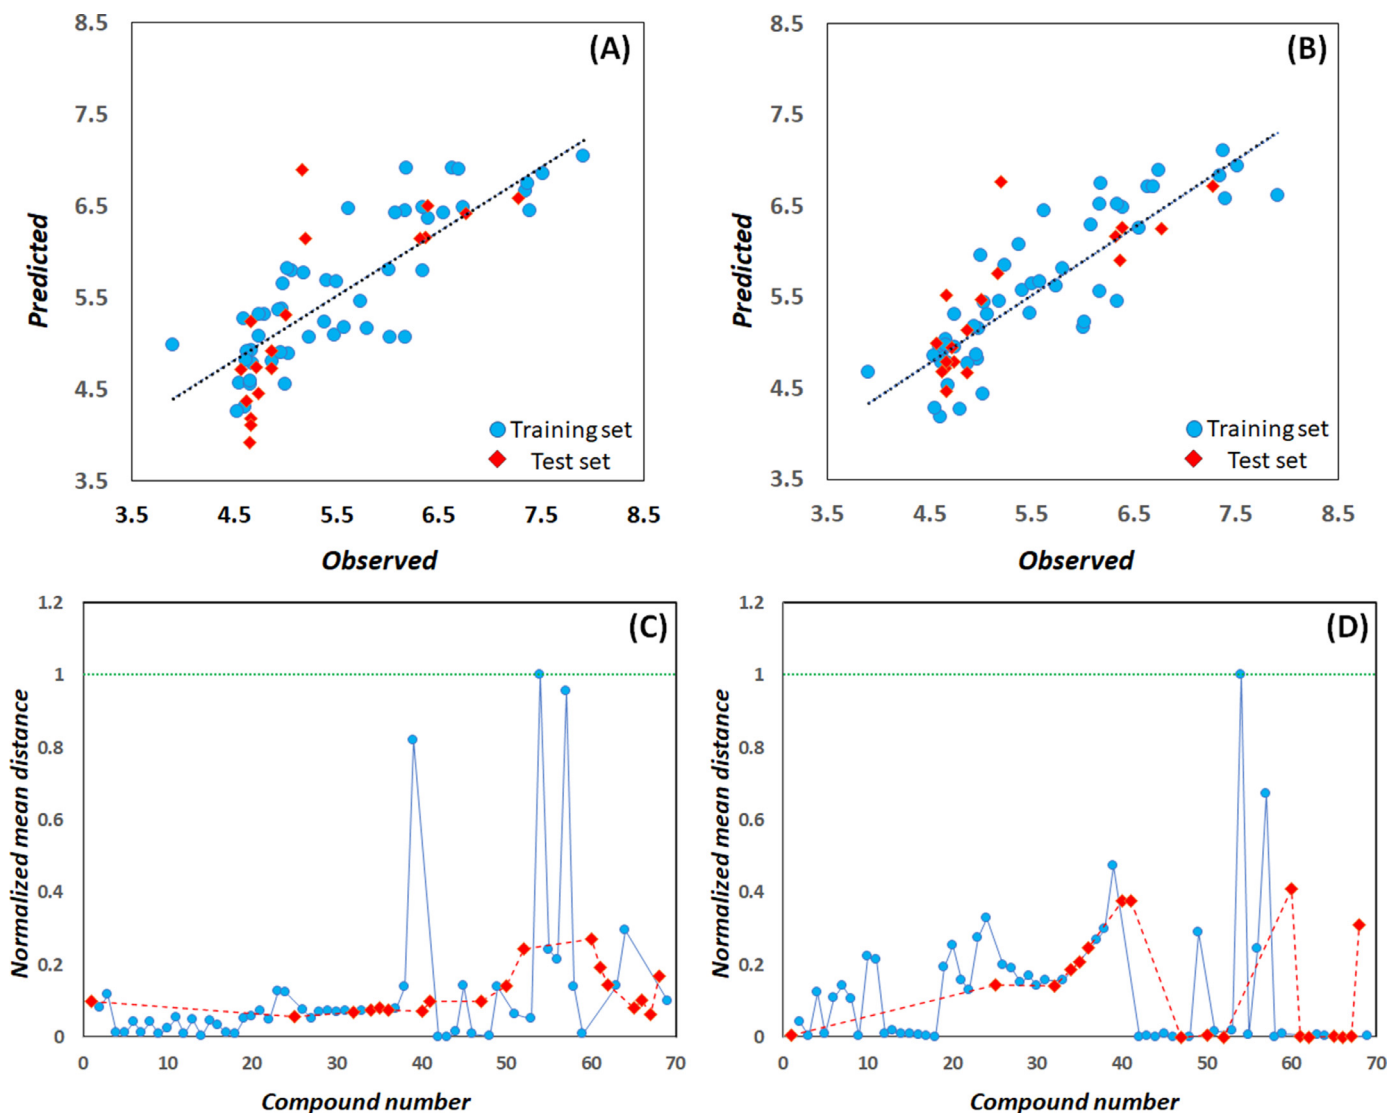 (A)
8.5
7.5
6.5
5.5
4.5
3.5
Predicted
Training set
Test set
3.5 4.5 5.5 6.5 7.5 8.5
Observed
(B)
8.5
7.5
6.5
5.5
4.5
3.5
Predicted
Training set
Test set
3.5 4.5 5.5 6.5 7.5 8.5
Observed
(C)
1.2
1
0.8
0.6
0.4
0.2
0
Normalized mean distance
0 10 20 30 40 50 60 70
Compound number
(D)
1.2
1
0.8
0.6
0.4
0.2
0
Normalized mean distance
0 10 20 30 40 50 60 70
Compound number